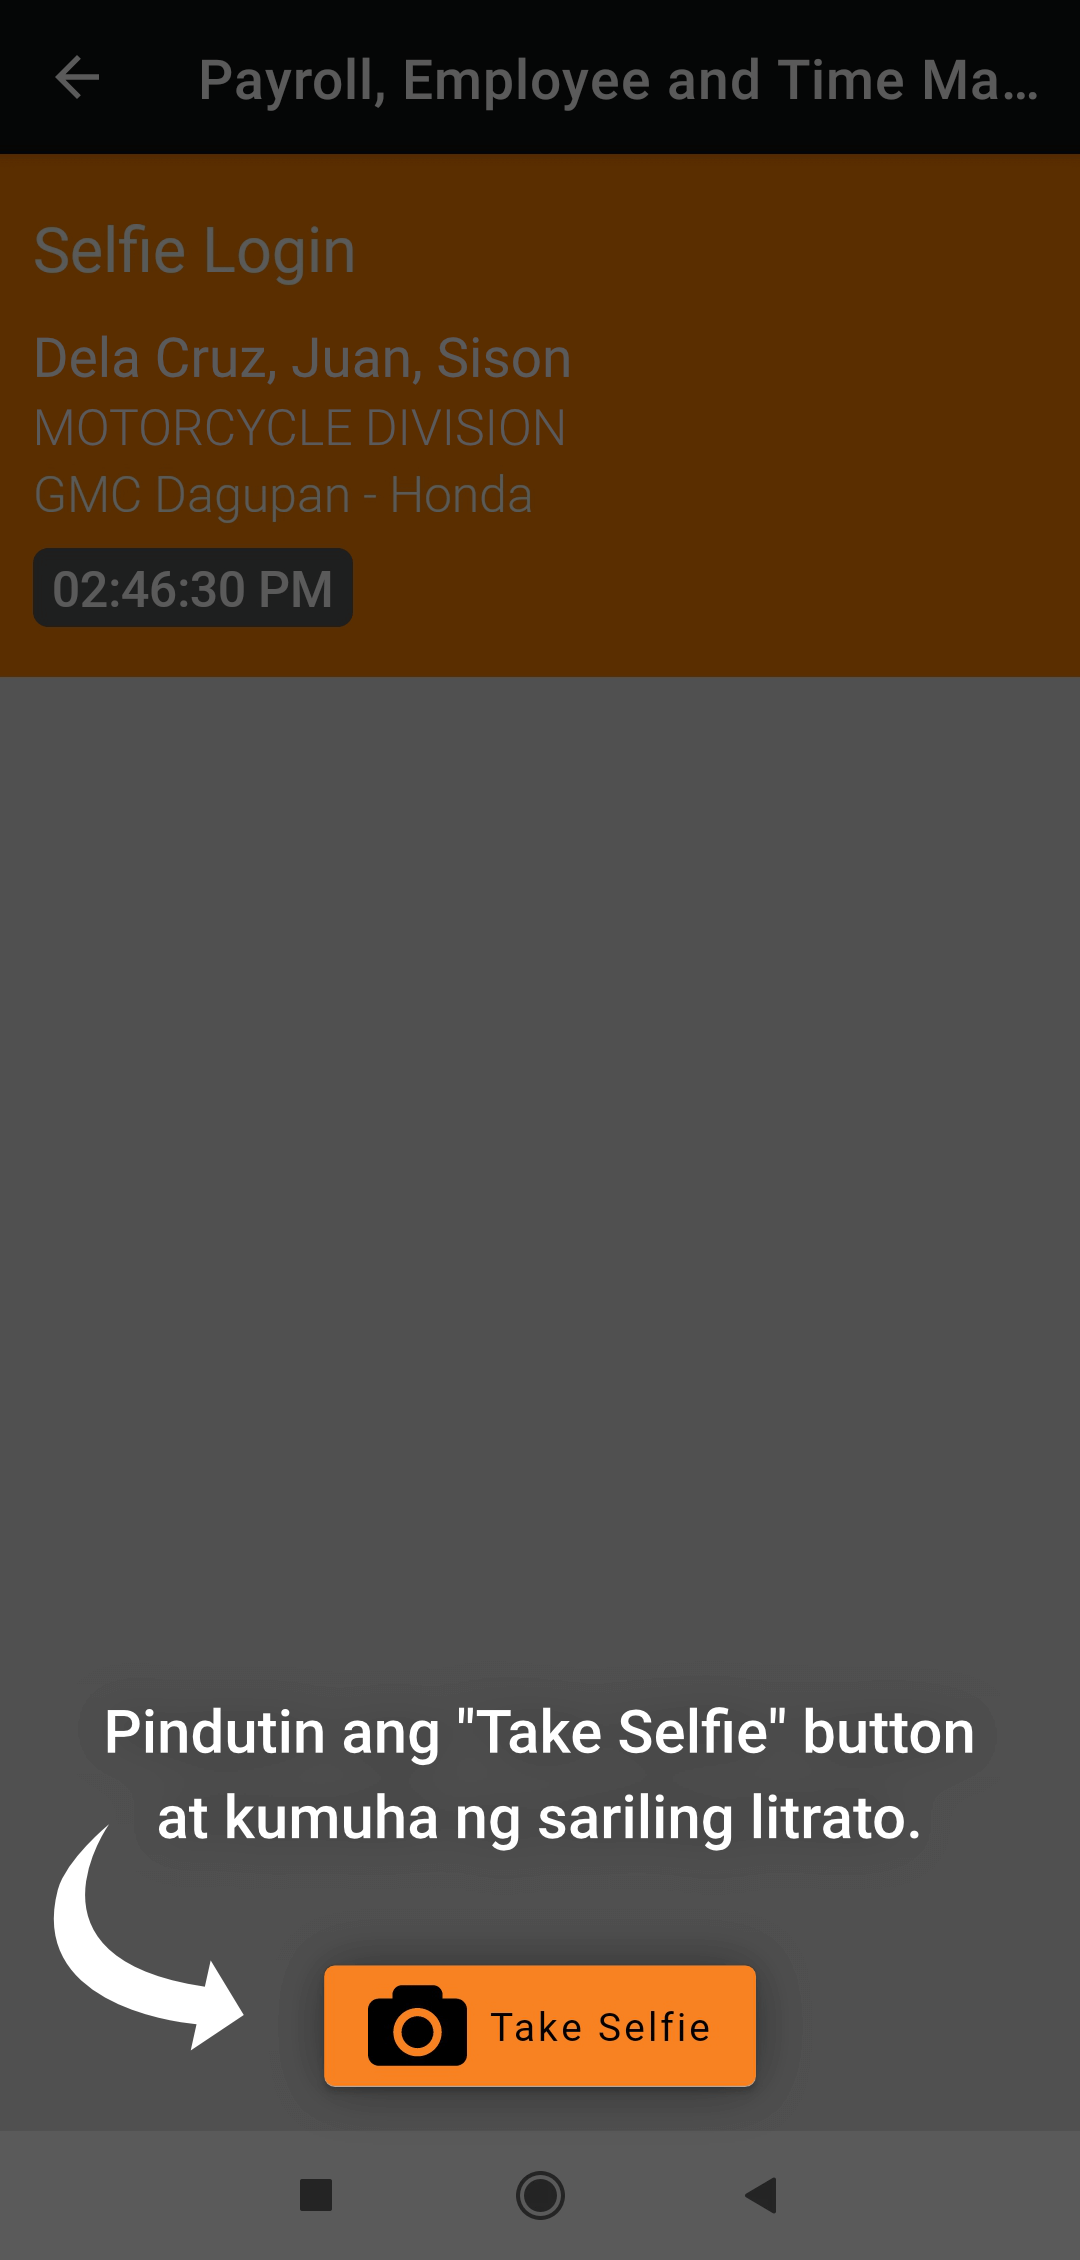 Payroll, Employee and Time Ma...
Selfie Login
Dela Cruz, Juan, Sison
MOTORCYCLE DIVISION
GMC Dagupan - Honda
02:46:30 PM
Pindutin ang "Take Selfie" button
at kumuha ng sariling litrato.
Take Selfie